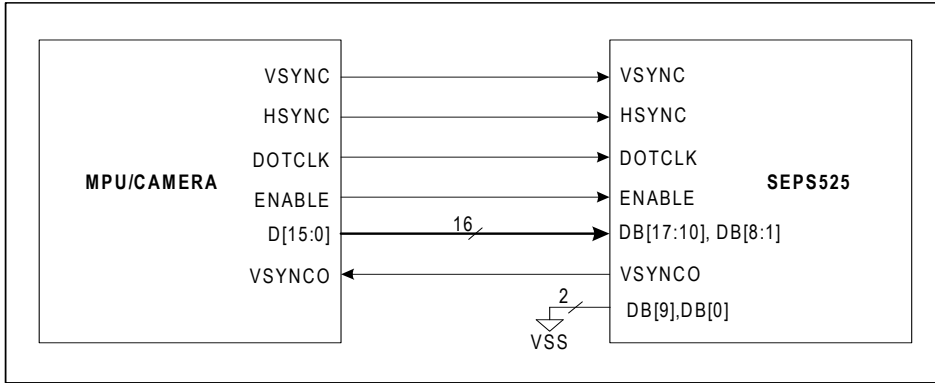 VSYNC VSYNC
HSYNC HSYNC
DOTCLK DOTCLK
MPU/CAMERA SEPS525
ENABLE ENABLE
D[15:0] 16 DB[17:10], DB[8:1]
VSYNCO VSYNCO
2 DB[9],DB[0]
VSS